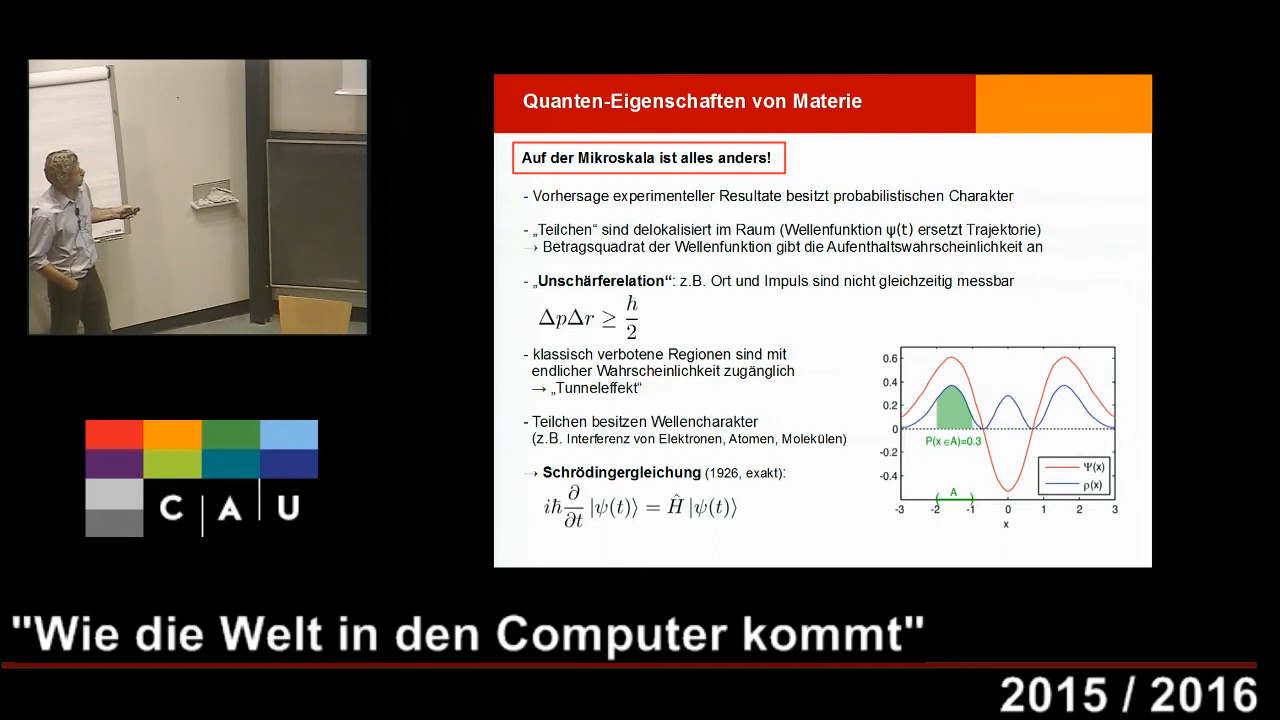 Quanten-Eigenschaften von Materie
Auf der Mikroskala ist alles anders!
- Vorhersage experimenteller Resultate besitzt probabilistischen Charakter
- „Teilchen“ sind delokalisiert im Raum (Wellenfunktion ψ(t) ersetzt Trajektorie)
→ Betragsquadrat der Wellenfunktion gibt die Aufenthaltswahrscheinlichkeit an
- „Unschärferelation“: z.B. Ort und Impuls sind nicht gleichzeitig messbar
ΔpΔr ≥ ħ/2
- klassisch verbotene Regionen sind mit
endlicher Wahrscheinlichkeit zugänglich
→ „Tunneleffekt“
- Teilchen besitzen Wellencharakter
(z.B. Interferenz von Elektronen, Atomen, Molekülen)
→ Schrödingergleichung (1926, exakt):
iħ ∂/∂t |ψ(t)⟩ = Ĥ |ψ(t)⟩
0.6
0.4
0.2
0
-0.2
-0.4
P(x∈A)=0.3
A
Ψ(x)
ρ(x)
-3 -2 -1 0 1 2 3
x
C A U
"Wie die Welt in den Computer kommt"
2015 / 2016